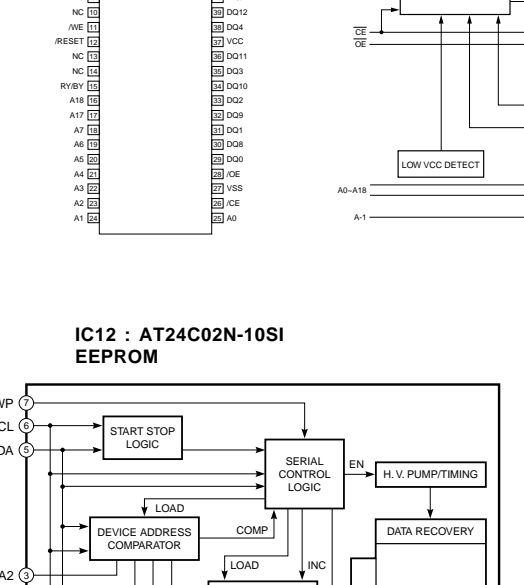 NC 10 39 DQ12
/WE 11 38 DQ4
/RESET 12 37 VCC
NC 13 36 DQ11
NC 14 35 DQ3
RY/BY 15 34 DQ10
A18 16 33 DQ2
A17 17 32 DQ9
A7 18 31 DQ1
A6 19 30 DQ8
A5 20 29 DQ0
A4 21 28 /OE
A3 22 27 VSS
A2 23 26 /CE
A1 24 25 A0
CE
OE
LOW VCC DETECT
A0~A18
A-1
IC12 : AT24C02N-10SI
EEPROM
WP 7
CL 6
DA 5
START STOP
LOGIC
SERIAL
CONTROL
LOGIC
EN
H. V. PUMP/TIMING
LOAD
DEVICE ADDRESS
COMPARATOR
COMP
DATA RECOVERY
LOAD
INC
A2 3